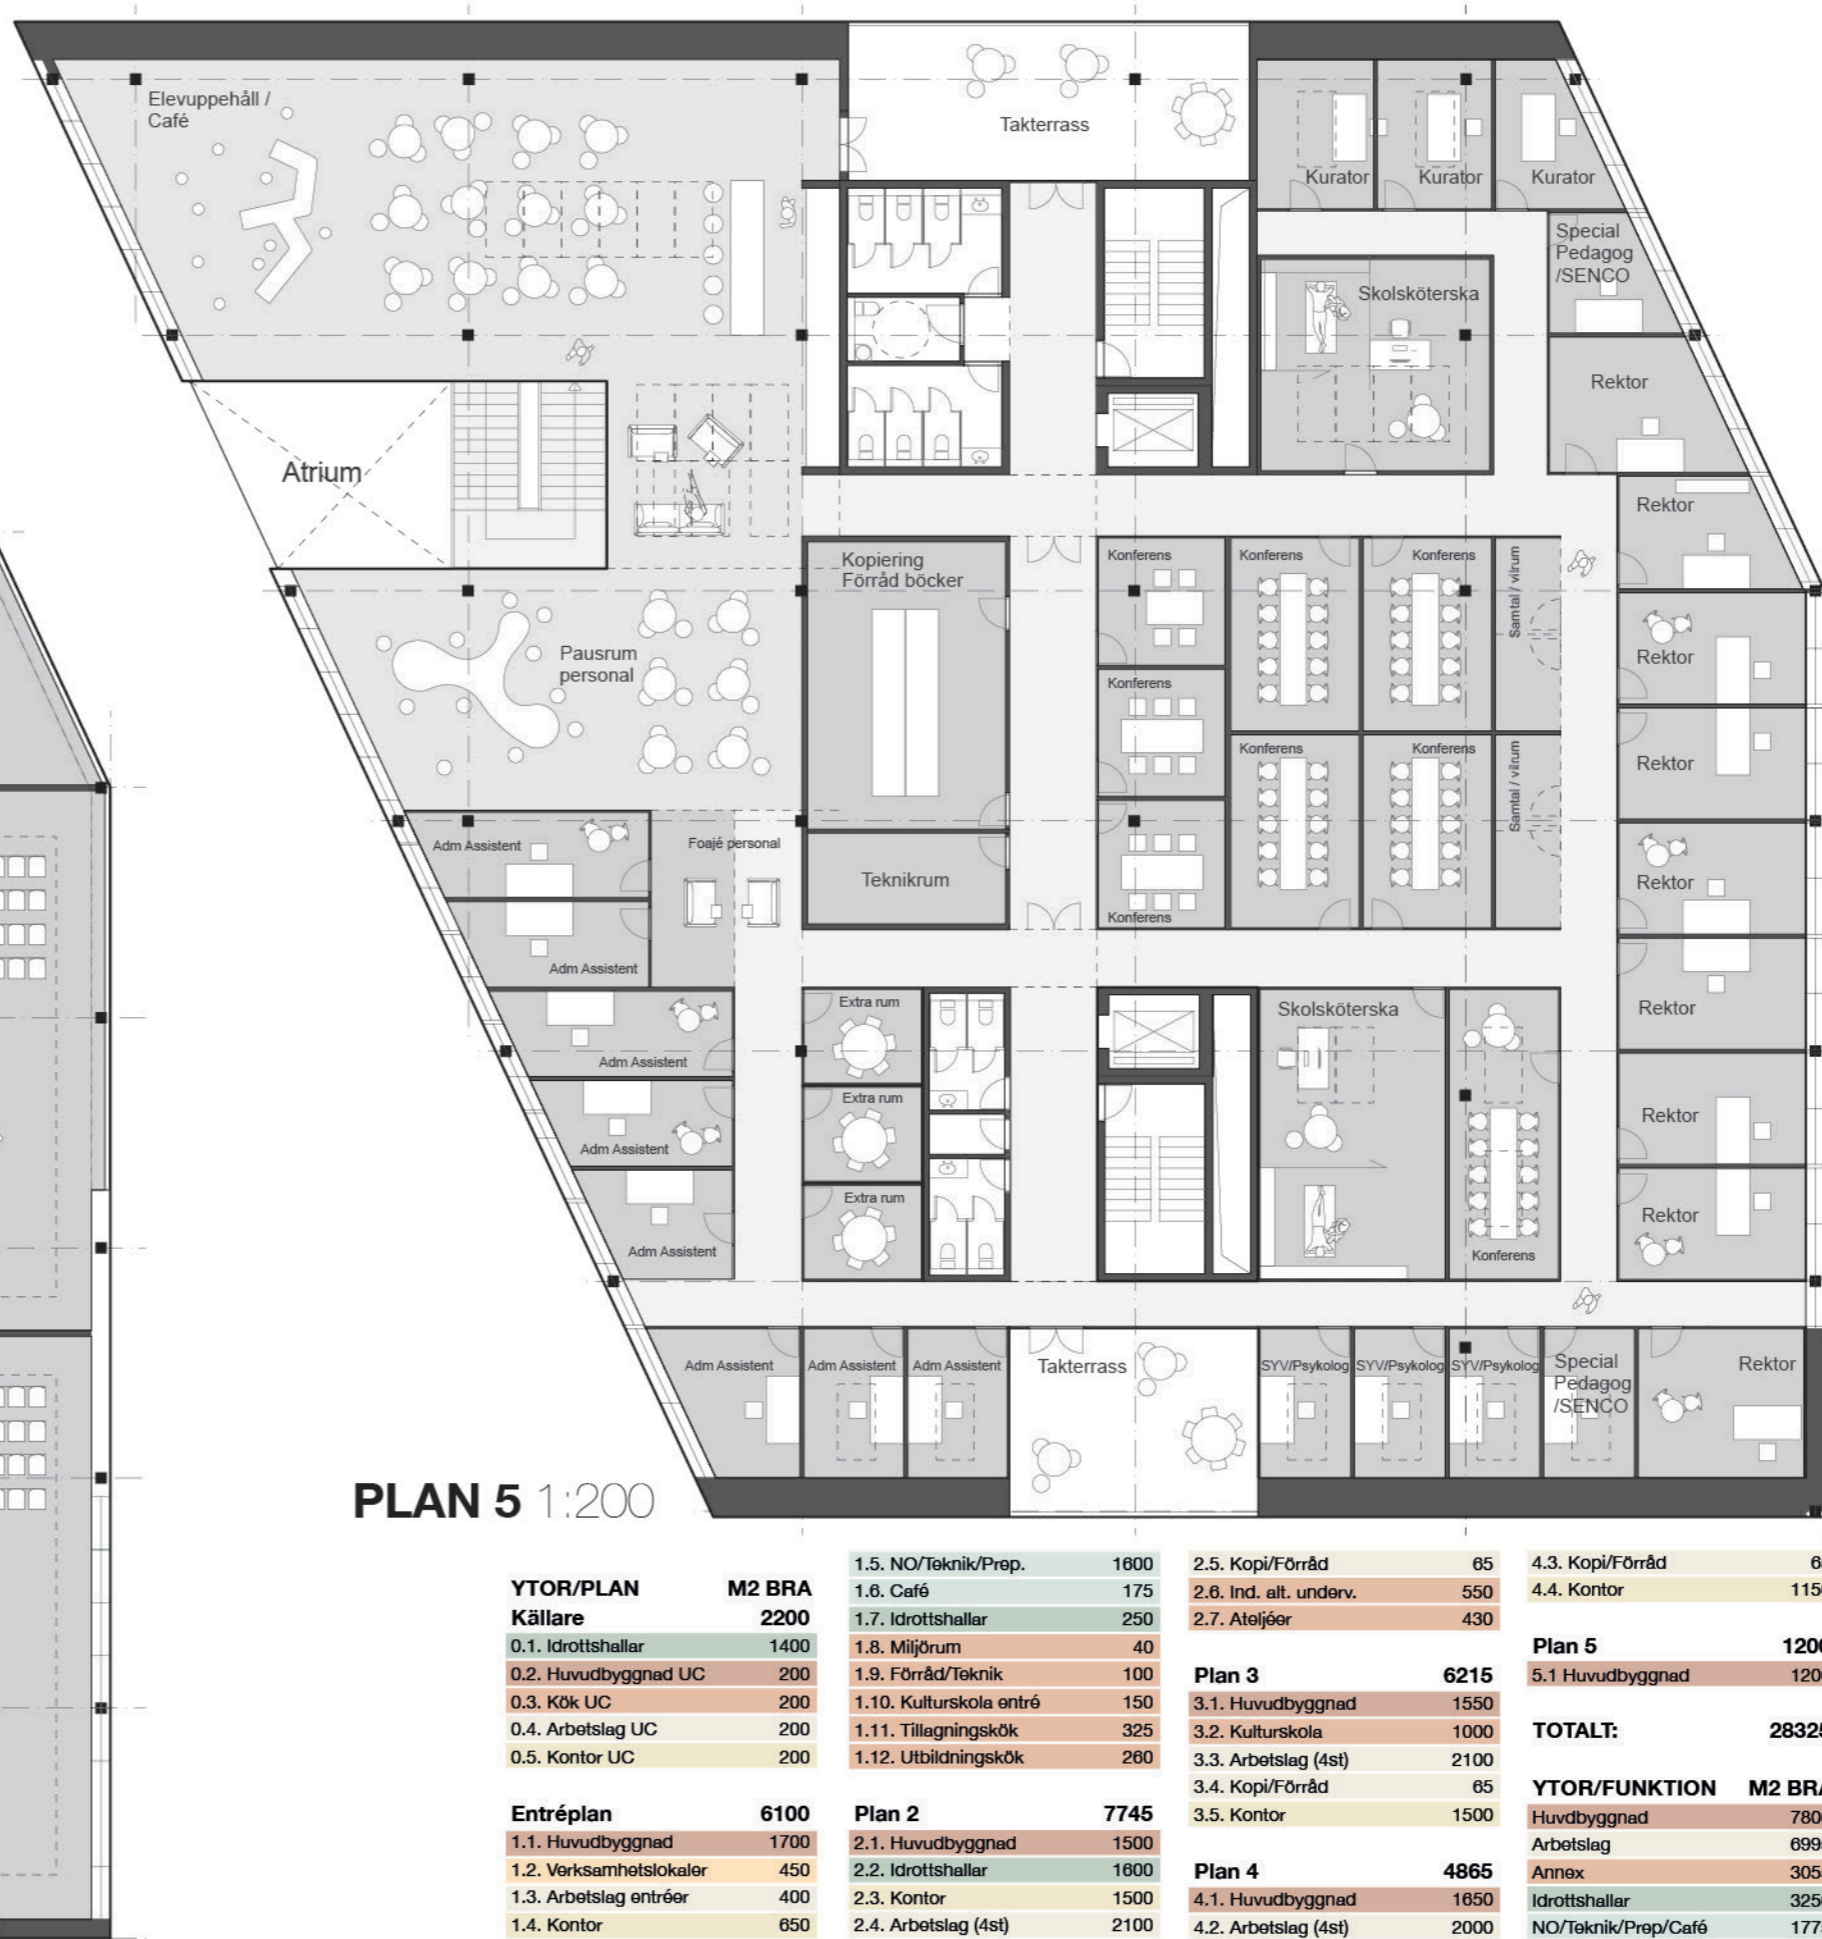 Elevuppehåll /
Café
Takterrass
Kurator
Kurator
Kurator
Special
Pedagog
/SENCO
Skolsköterska
Rektor
Atrium
Rektor
Kopiering
Förråd böcker
Konferens
Konferens
Konferens
Samtal / vilrum
Pausrum
personal
Rektor
Konferens
Konferens
Konferens
Samtal / vilrum
Rektor
Adm Assistent
Foajé personal
Teknikrum
Rektor
Konferens
Adm Assistent
Extra rum
Skolsköterska
Rektor
Adm Assistent
Extra rum
Rektor
Adm Assistent
Extra rum
Rektor
Adm Assistent
Konferens
Adm Assistent
Adm Assistent
Adm Assistent
Takterrass
SYV/Psykolog
SYV/Psykolog
SYV/Psykolog
Special
Pedagog
/SENCO
Rektor
PLAN 5 1:200
YTOR/PLAN M2 BRA
Källare 2200
0.1. Idrottshallar 1400
0.2. Huvudbyggnad UC 200
0.3. Kök UC 200
0.4. Arbetslag UC 200
0.5. Kontor UC 200
Entréplan 6100
1.1. Huvudbyggnad 1700
1.2. Verksamhetslokaler 450
1.3. Arbetslag entréer 400
1.4. Kontor 650
1.5. NO/Teknik/Prep. 1600
1.6. Café 175
1.7. Idrottshallar 250
1.8. Miljörum 40
1.9. Förråd/Teknik 100
1.10. Kulturskola entré 150
1.11. Tillagningskök 325
1.12. Utbildningskök 260
Plan 2 7745
2.1. Huvudbyggnad 1500
2.2. Idrottshallar 1600
2.3. Kontor 1500
2.4. Arbetslag (4st) 2100
2.5. Kopi/Förråd 65
2.6. Ind. alt. underv. 550
2.7. Ateljéer 430
Plan 3 6215
3.1. Huvudbyggnad 1550
3.2. Kulturskola 1000
3.3. Arbetslag (4st) 2100
3.4. Kopi/Förråd 65
3.5. Kontor 1500
Plan 4 4865
4.1. Huvudbyggnad 1650
4.2. Arbetslag (4st) 2000
4.3. Kopi/Förråd
4.4. Kontor
Plan 5
5.1 Huvudbyggnad
TOTALT:
YTOR/FUNKTION M2 BRA
Huvdbyggnad
Arbetslag
Annex
Idrottshallar
NO/Teknik/Prep/Café